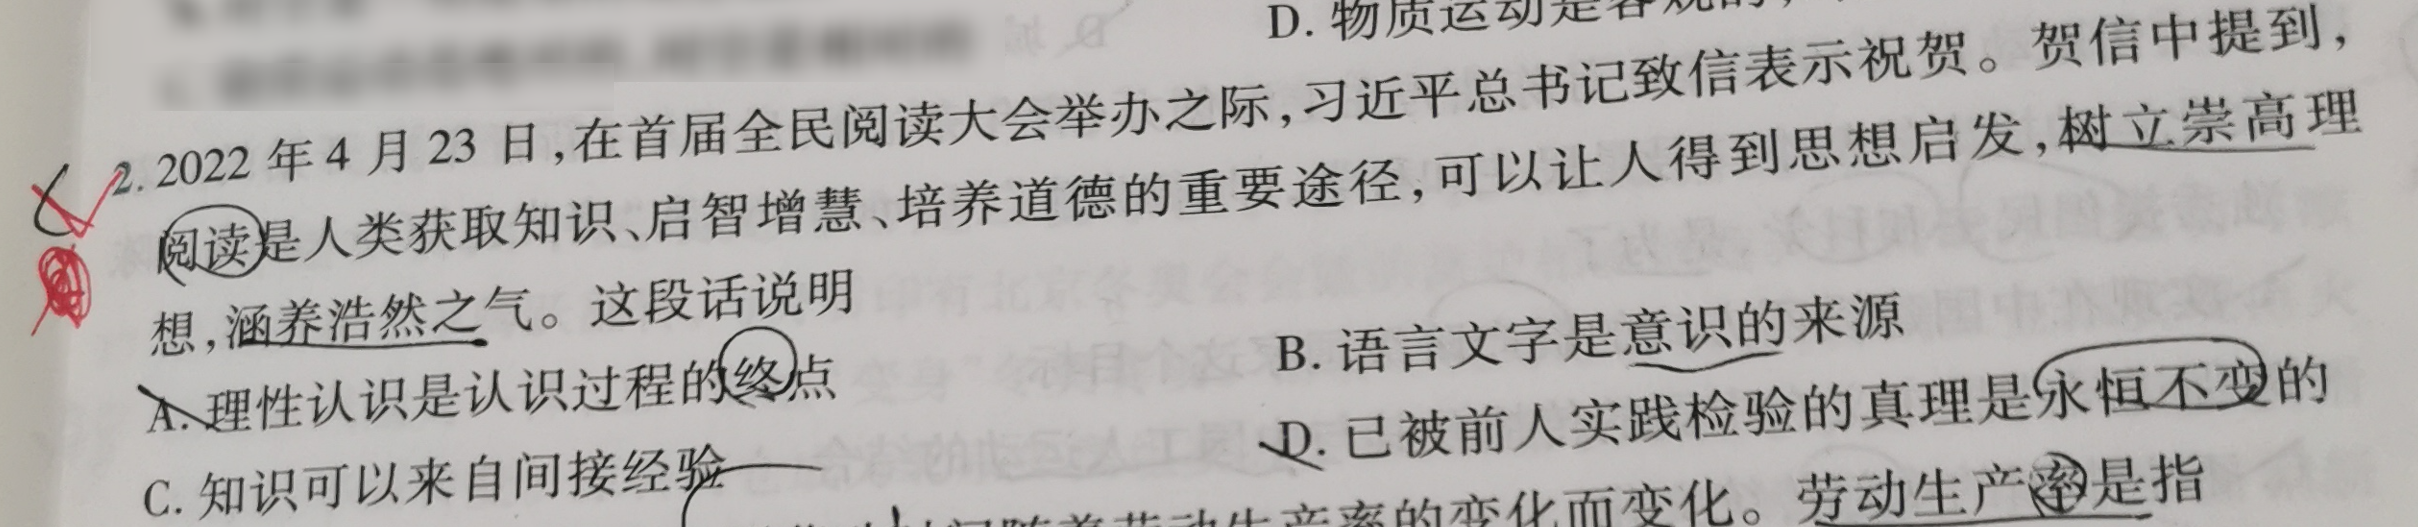 D. 物质运动是客观的,
2. 2022 年 4 月 23 日,在首届全民阅读大会举办之际,习近平总书记致信表示祝贺。贺信中提到,
阅读是人类获取知识、启智增慧、培养道德的重要途径,可以让人得到思想启发,树立崇高理
想,涵养浩然之气。这段话说明
A. 理性认识是认识过程的终点
B. 语言文字是意识的来源
C. 知识可以来自间接经验
D. 已被前人实践检验的真理是永恒不变的
随着劳动生产率的变化而变化。劳动生产率是指